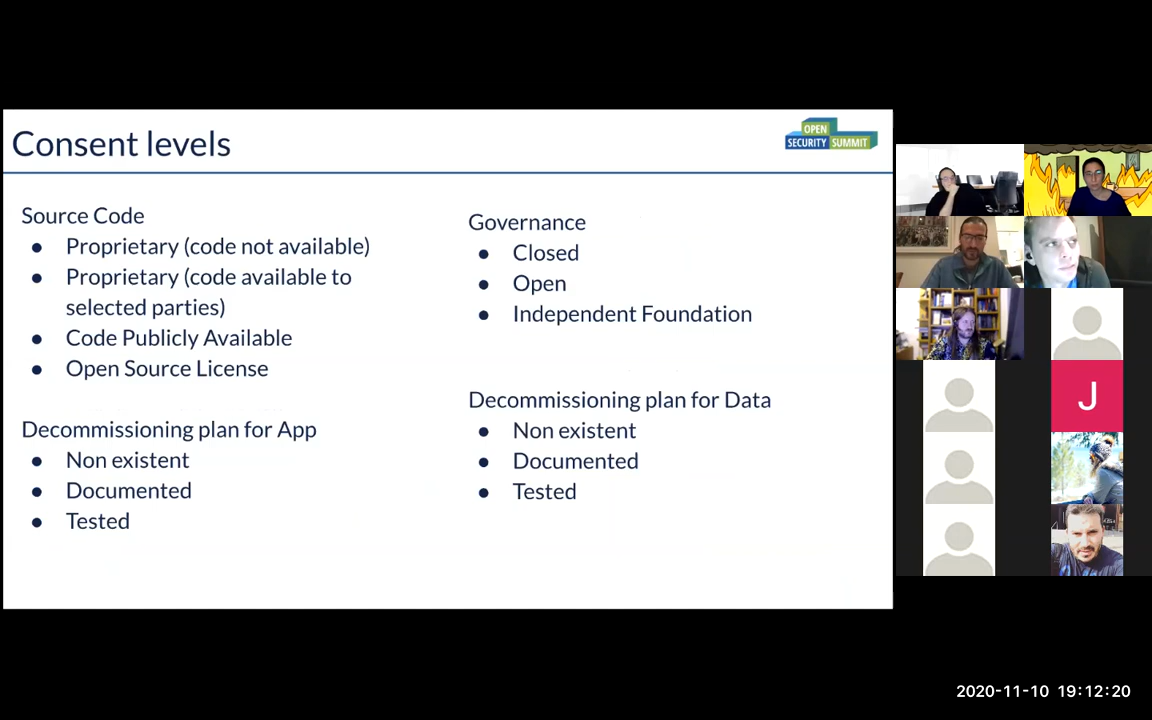 Consent levels
OPEN
SECURITY SUMMIT
Source Code
● Proprietary (code not available)
● Proprietary (code available to
selected parties)
● Code Publicly Available
● Open Source License
Decommissioning plan for App
● Non existent
● Documented
● Tested
Governance
● Closed
● Open
● Independent Foundation
Decommissioning plan for Data
● Non existent
● Documented
● Tested
J
2020-11-10 19:12:20